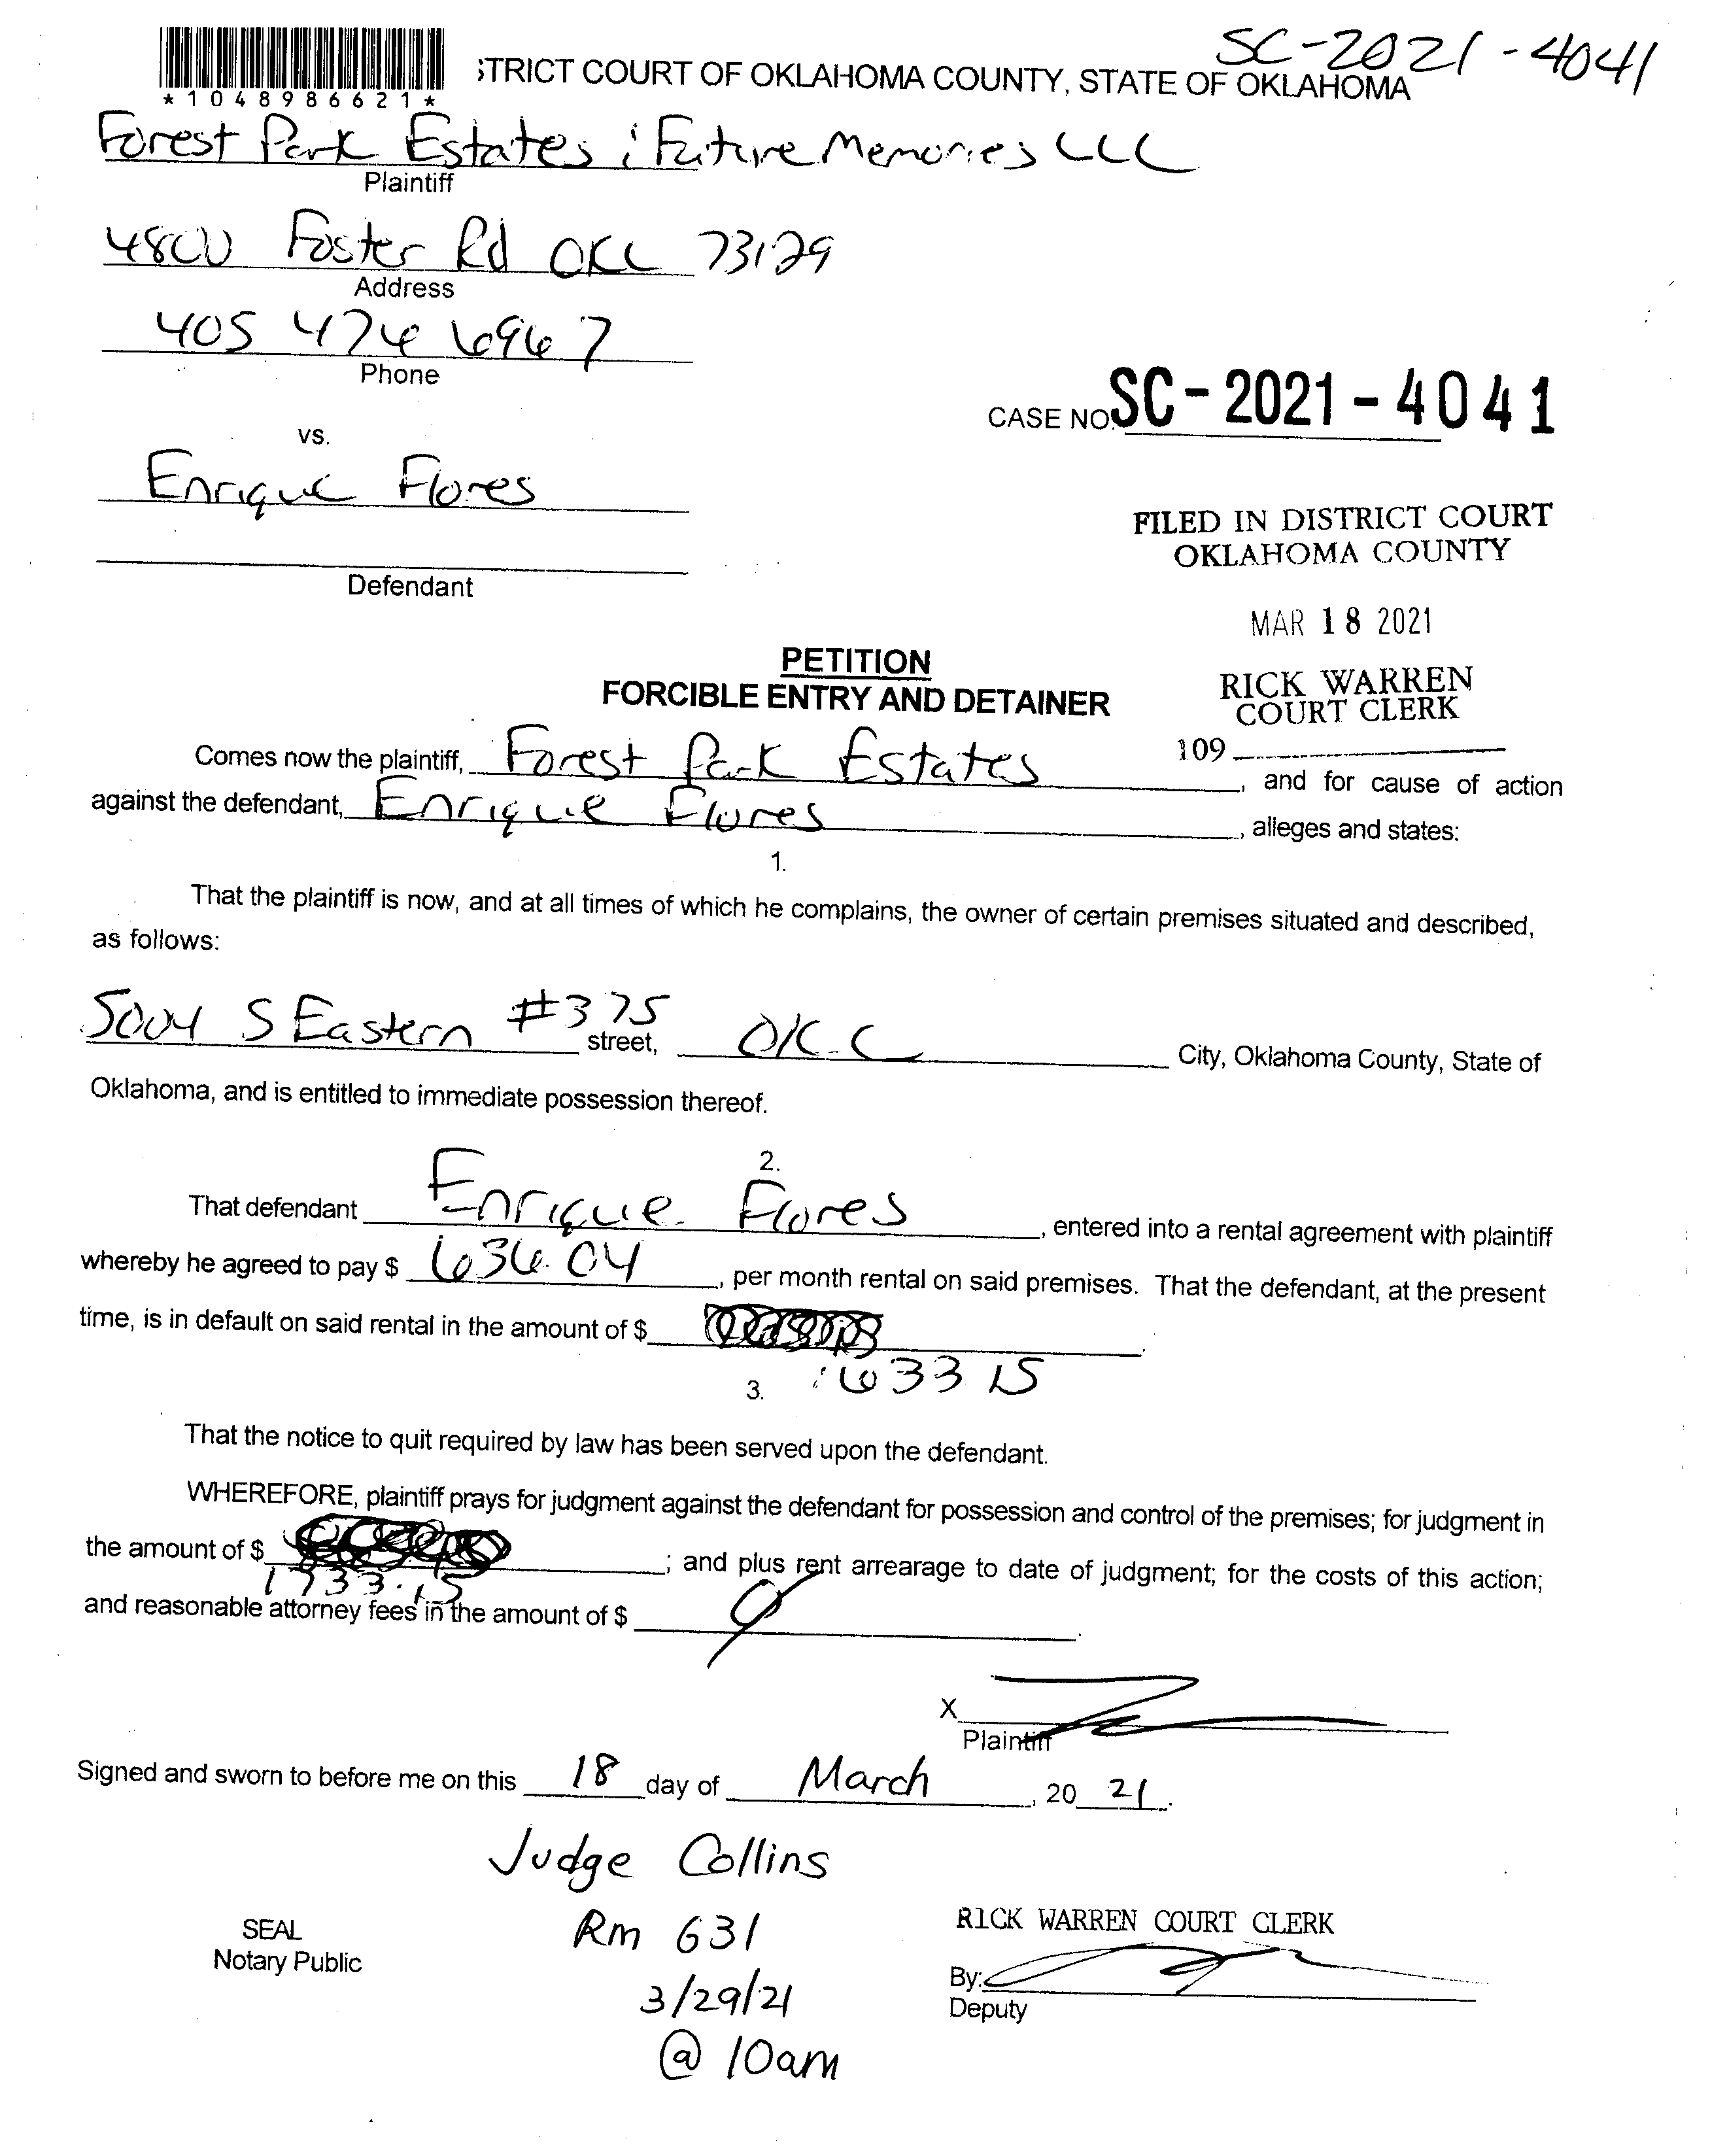 SC-2021-4041
*1048986621*
STRICT COURT OF OKLAHOMA COUNTY, STATE OF OKLAHOMA
Forest Park Estates ; Future Memories LLC
Plaintiff
4800 Foster Rd OKC 73129
Address
405 474 6967
Phone
CASE NO. SC-2021-4041
vs.
Enrique Flores
Defendant
FILED IN DISTRICT COURT
OKLAHOMA COUNTY
MAR 18 2021
RICK WARREN
COURT CLERK
109
PETITION
FORCIBLE ENTRY AND DETAINER
Comes now the plaintiff, Forest Park Estates, and for cause of action
against the defendant, Enrique Flores, alleges and states:
1.
That the plaintiff is now, and at all times of which he complains, the owner of certain premises situated and described,
as follows:
5004 S Eastern #375 street, OKC City, Oklahoma County, State of
Oklahoma, and is entitled to immediate possession thereof.
2.
That defendant Enrique Flores, entered into a rental agreement with plaintiff
whereby he agreed to pay $ 636.04, per month rental on said premises. That the defendant, at the present
time, is in default on said rental in the amount of $
3.
That the notice to quit required by law has been served upon the defendant.
WHEREFORE, plaintiff prays for judgment against the defendant for possession and control of the premises; for judgment in
the amount of $ ; and plus rent arrearage to date of judgment; for the costs of this action;
1733.15
and reasonable attorney fees in the amount of $
X
Plaintiff
Signed and sworn to before me on this 18 day of March, 20 21.
Judge Collins
Rm 631
3/29/21
@ 10am
SEAL
Notary Public
RICK WARREN COURT CLERK
By:
Deputy